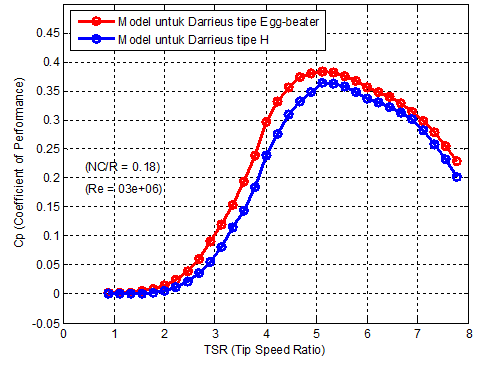 Model untuk Darrieus tipe Egg-beater
Model untuk Darrieus tipe H
0.45
0.4
0.35
0.3
0.25
0.2
0.15
0.1
0.05
0
-0.05
Cp (Coefficient of Performance)
(NC/R = 0.18)
(Re = 03e+06)
0 1 2 3 4 5 6 7 8
TSR (Tip Speed Ratio)